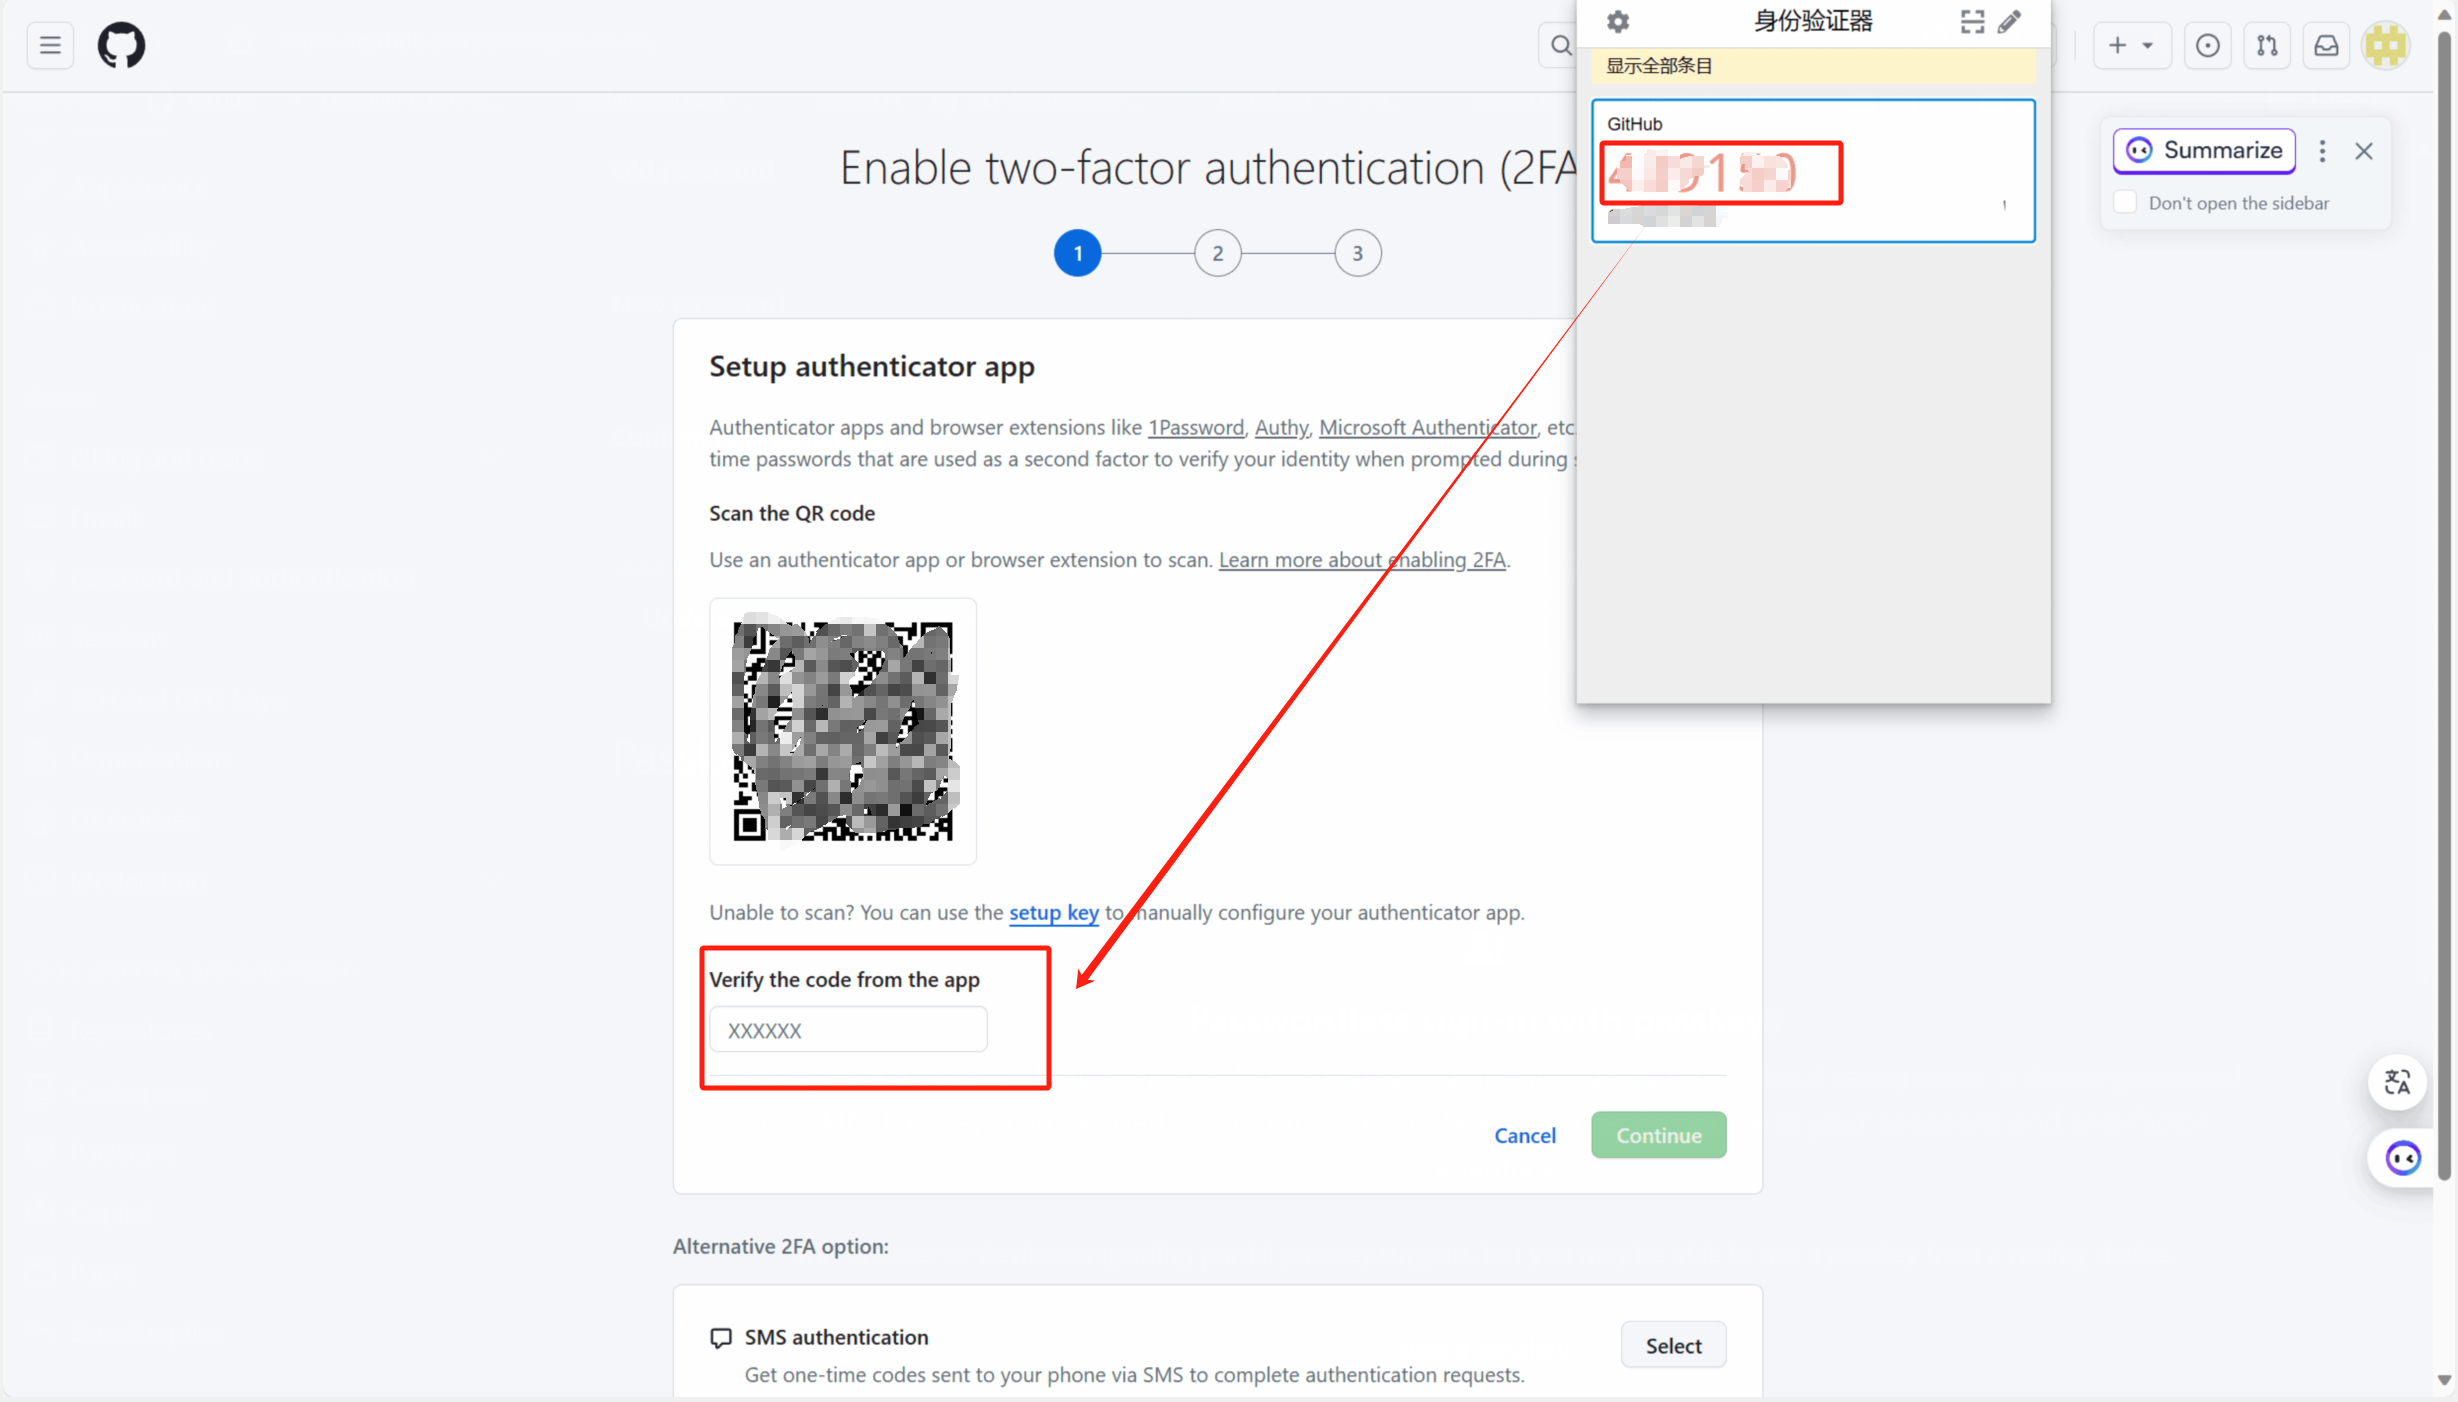 身份验证器
显示全部条目
GitHub
Summarize
Don't open the sidebar
Enable two-factor authentication (2FA
1
2
3
Setup authenticator app
Authenticator apps and browser extensions like 1Password, Authy, Microsoft Authenticator, etc
time passwords that are used as a second factor to verify your identity when prompted during
Scan the QR code
Use an authenticator app or browser extension to scan. Learn more about enabling 2FA.
Unable to scan? You can use the setup key to manually configure your authenticator app.
Verify the code from the app
XXXXXX
Cancel
Continue
Alternative 2FA option:
SMS authentication
Select
Get one-time codes sent to your phone via SMS to complete authentication requests.